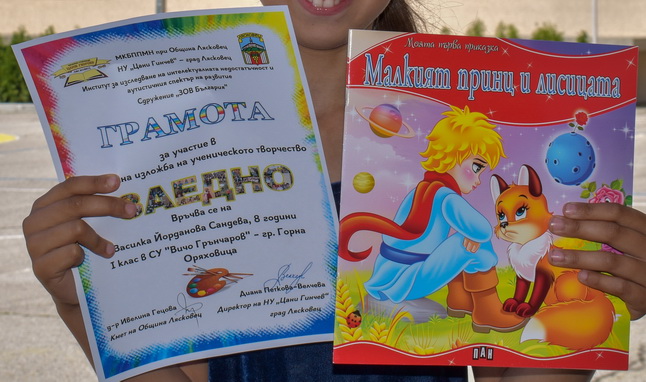 МКБППМН при Община Лясковец
НУ "Цани Гинчев" – град Лясковец
Институт за изследване на интелектуалната недостатъчност и
аутистичния спектър на развитие
Сдружение "ЗОВ България"
ГРАМОТА
за участие в
на изложба на ученическото творчество
ЗАЕДНО
Връчва се на
Василка Йорданова Сандева, 8 години
I клас в СУ "Вичо Грънчаров" – гр. Горна
Оряховица
д-р Ивелина Гецова
Кмет на Община Лясковец
Диана Петкова-Велчева
Директор на НУ "Цани Гинчев"
град Лясковец
Моята първа приказка
Малкият принц и лисицата
ПАН